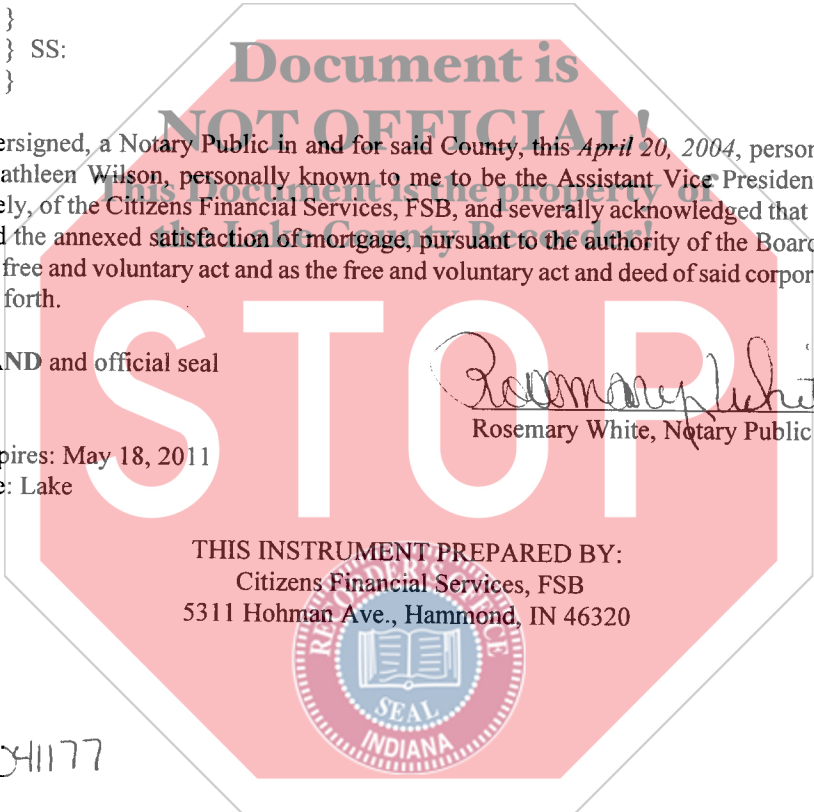 }
} SS:
}
Document is
NOT OFFICIAL!
This Document is the property of
the Lake County Recorder!
ersigned, a Notary Public in and for said County, this April 20, 2004, person
athleen Wilson, personally known to me to be the Assistant Vice Presiden
ely, of the Citizens Financial Services, FSB, and severally acknowledged that
d the annexed satisfaction of mortgage, pursuant to the authority of the Board
free and voluntary act and as the free and voluntary act and deed of said corpor
forth.
STOP
AND and official seal
Rosemary Whit
Rosemary White, Notary Public
pires: May 18, 2011
e: Lake
THIS INSTRUMENT PREPARED BY:
Citizens Financial Services, FSB
5311 Hohman Ave., Hammond, IN 46320
RECORDER'S OFFICE
SEAL
INDIANA
041177